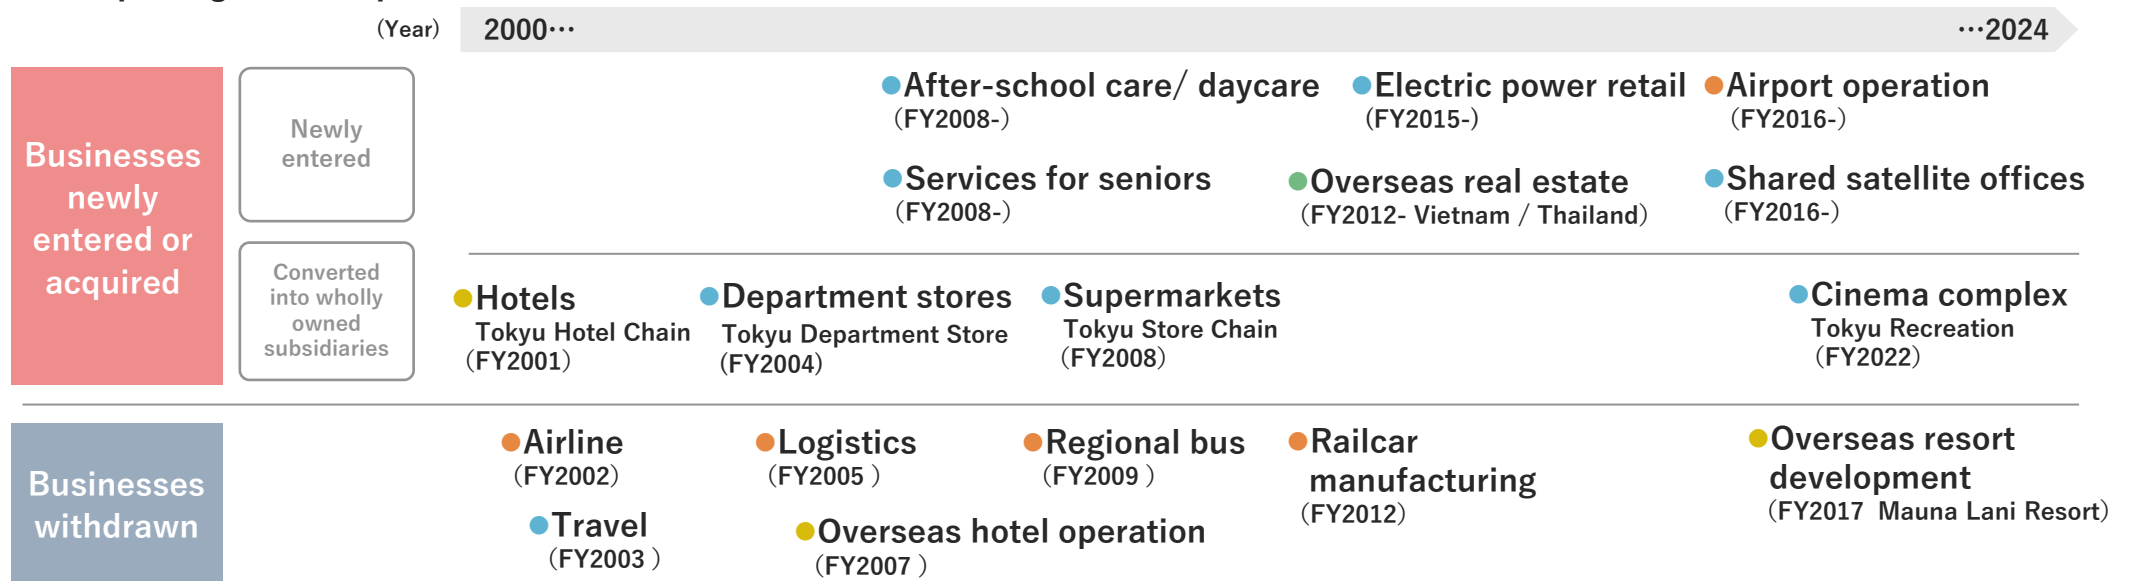 (Year) 2000… …2024
Businesses
newly
entered or
acquired
Newly
entered
After-school care/ daycare
(FY2008-)
Electric power retail
(FY2015-)
Airport operation
(FY2016-)
Services for seniors
(FY2008-)
Overseas real estate
(FY2012- Vietnam / Thailand)
Shared satellite offices
(FY2016-)
Converted
into wholly
owned
subsidiaries
Hotels
Tokyu Hotel Chain
(FY2001)
Department stores
Tokyu Department Store
(FY2004)
Supermarkets
Tokyu Store Chain
(FY2008)
Cinema complex
Tokyu Recreation
(FY2022)
Businesses
withdrawn
Airline
(FY2002)
Logistics
(FY2005 )
Regional bus
(FY2009 )
Railcar
manufacturing
(FY2012)
Overseas resort
development
(FY2017 Mauna Lani Resort)
Travel
(FY2003 )
Overseas hotel operation
(FY2007 )